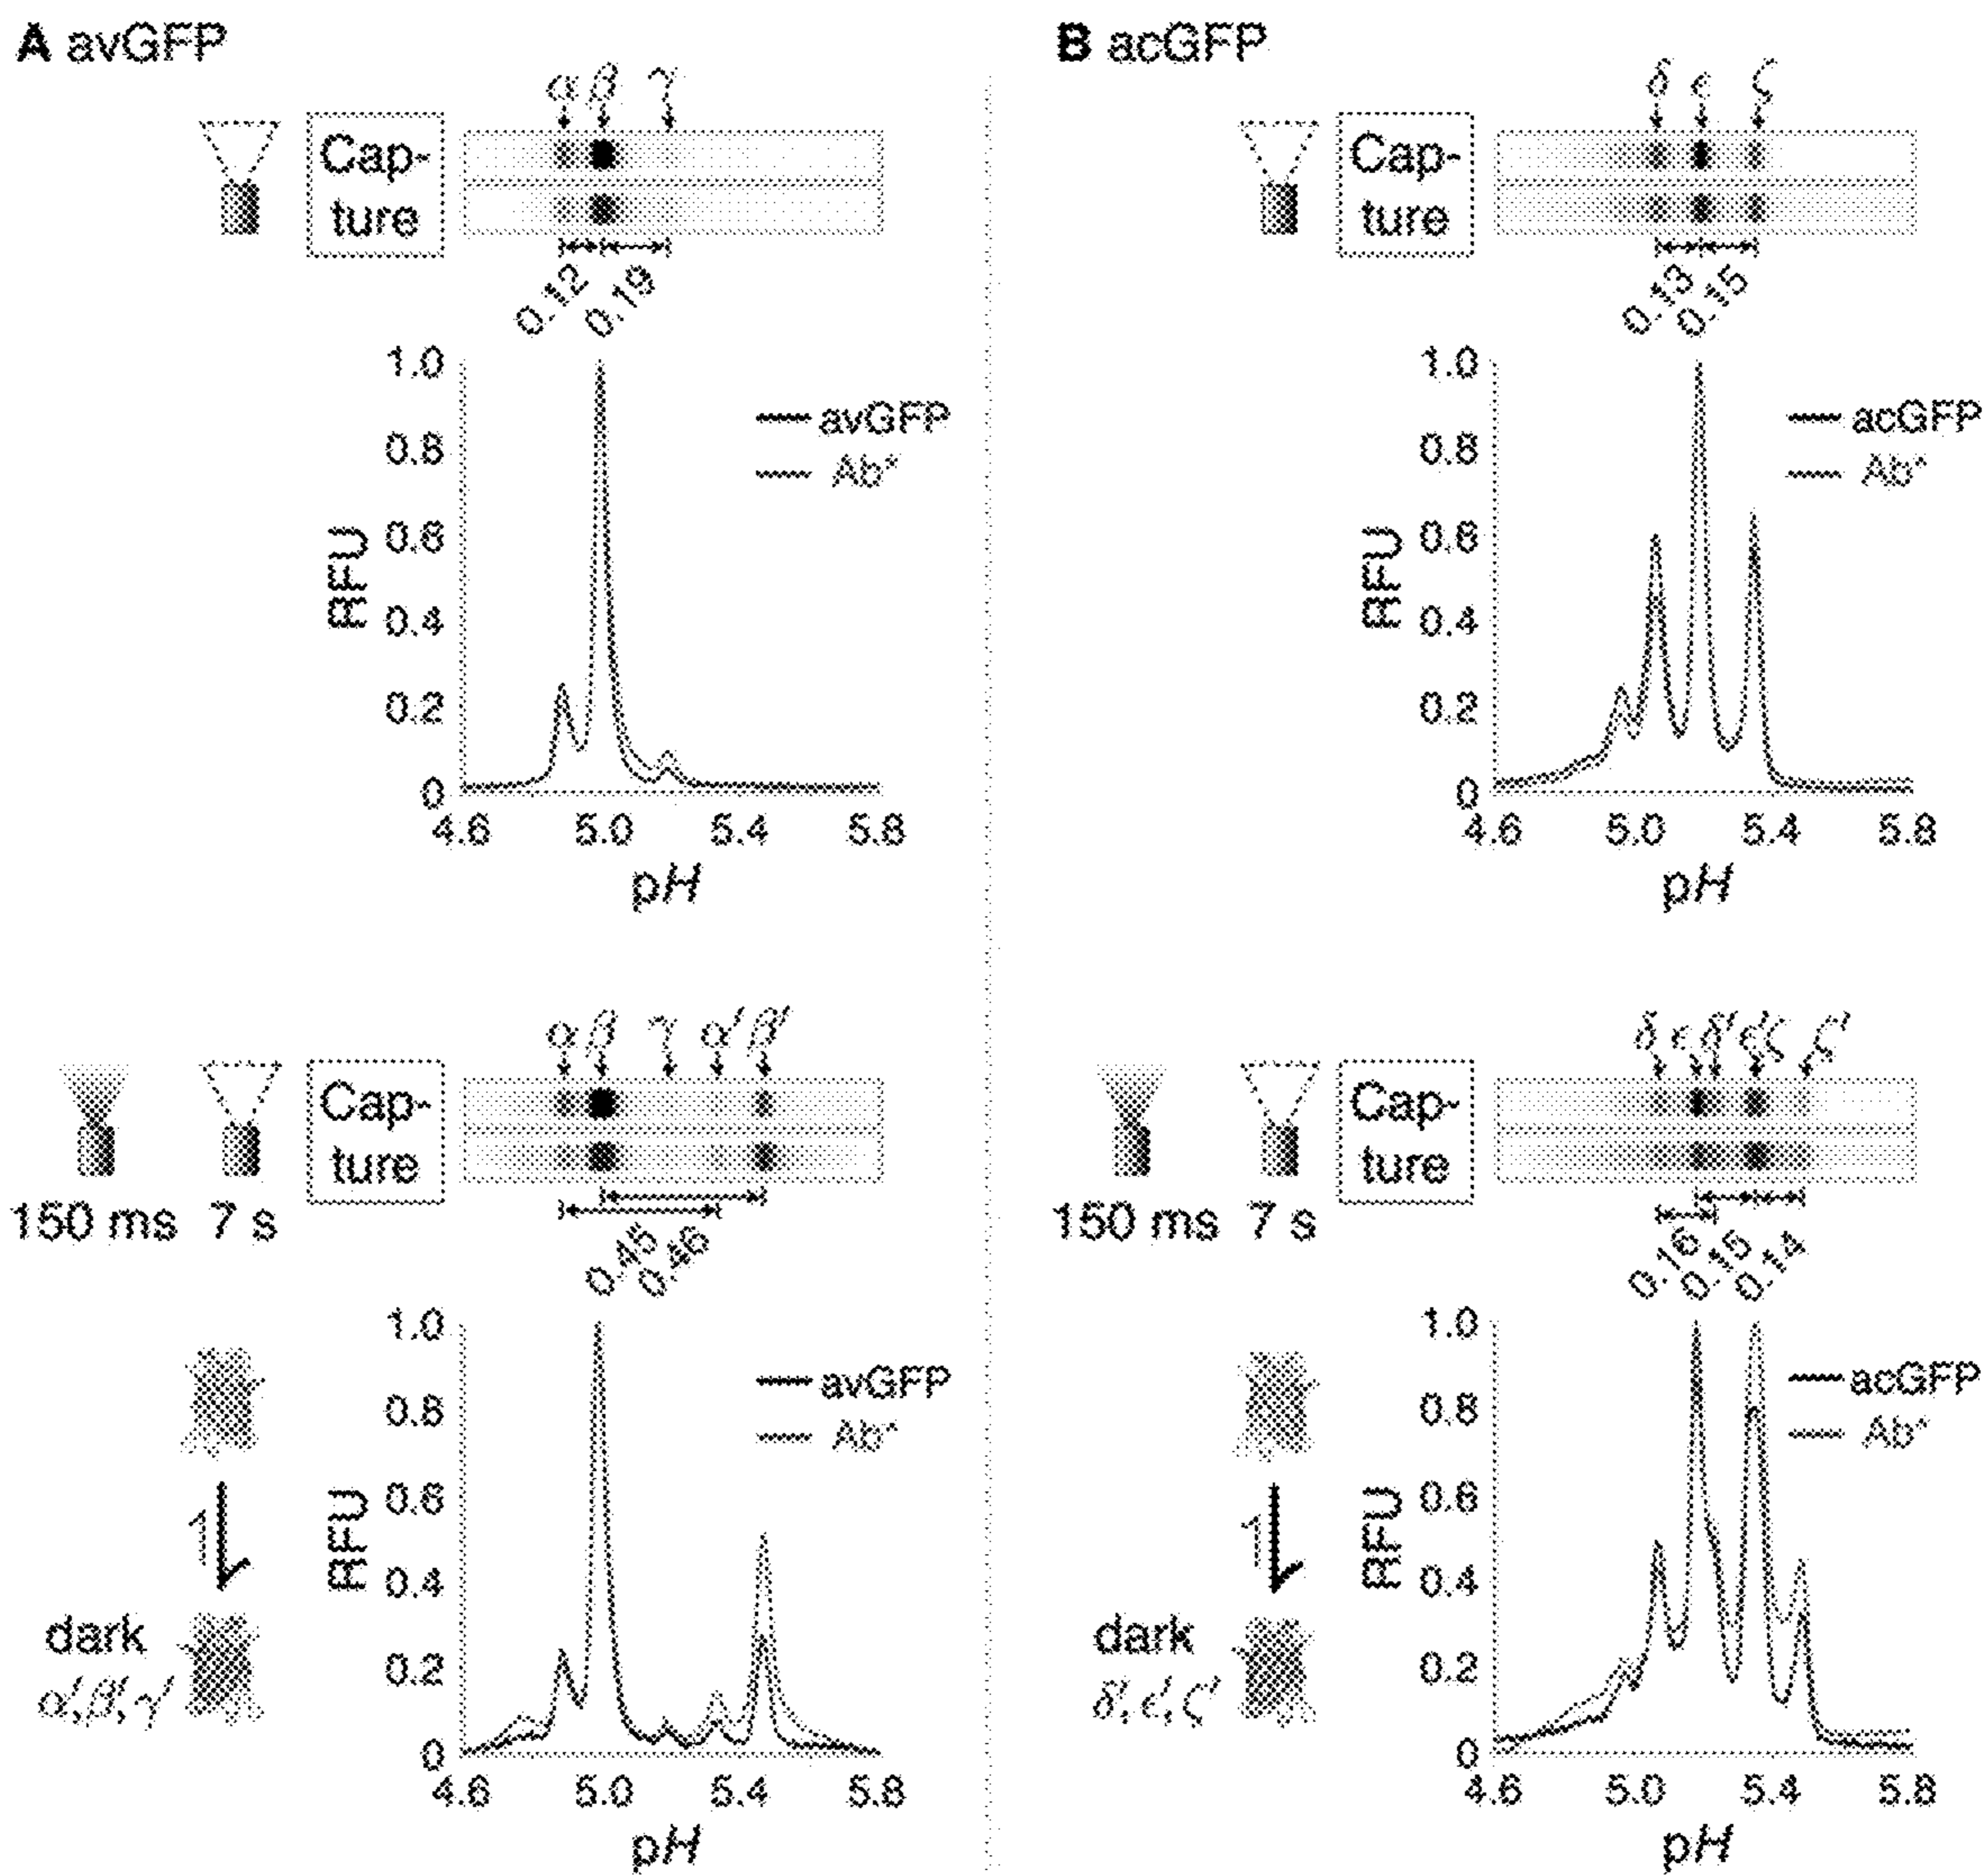 A avGFP
α β γ
Cap-
ture
0.12 0.19
1.0
0.8
0.6
0.4
0.2
0
RFU
avGFP
Ab*
4.6 5.0 5.4 5.8
pH
B acGFP
δ ϵ ζ
Cap-
ture
0.13 0.15
1.0
0.8
0.6
0.4
0.2
0
RFU
acGFP
Ab*
4.6 5.0 5.4 5.8
pH
α β γ α′ β′
Cap-
ture
150 ms 7 s
0.45 0.46
1.0
0.8
0.6
0.4
0.2
0
RFU
avGFP
Ab*
dark
α′,β′,γ′
4.6 5.0 5.4 5.8
pH
δ ϵ δ′ ϵ′ ζ ζ′
Cap-
ture
150 ms 7 s
0.16 0.15 0.14
1.0
0.8
0.6
0.4
0.2
0
RFU
acGFP
Ab*
dark
δ′,ϵ′,ζ′
4.6 5.0 5.4 5.8
pH